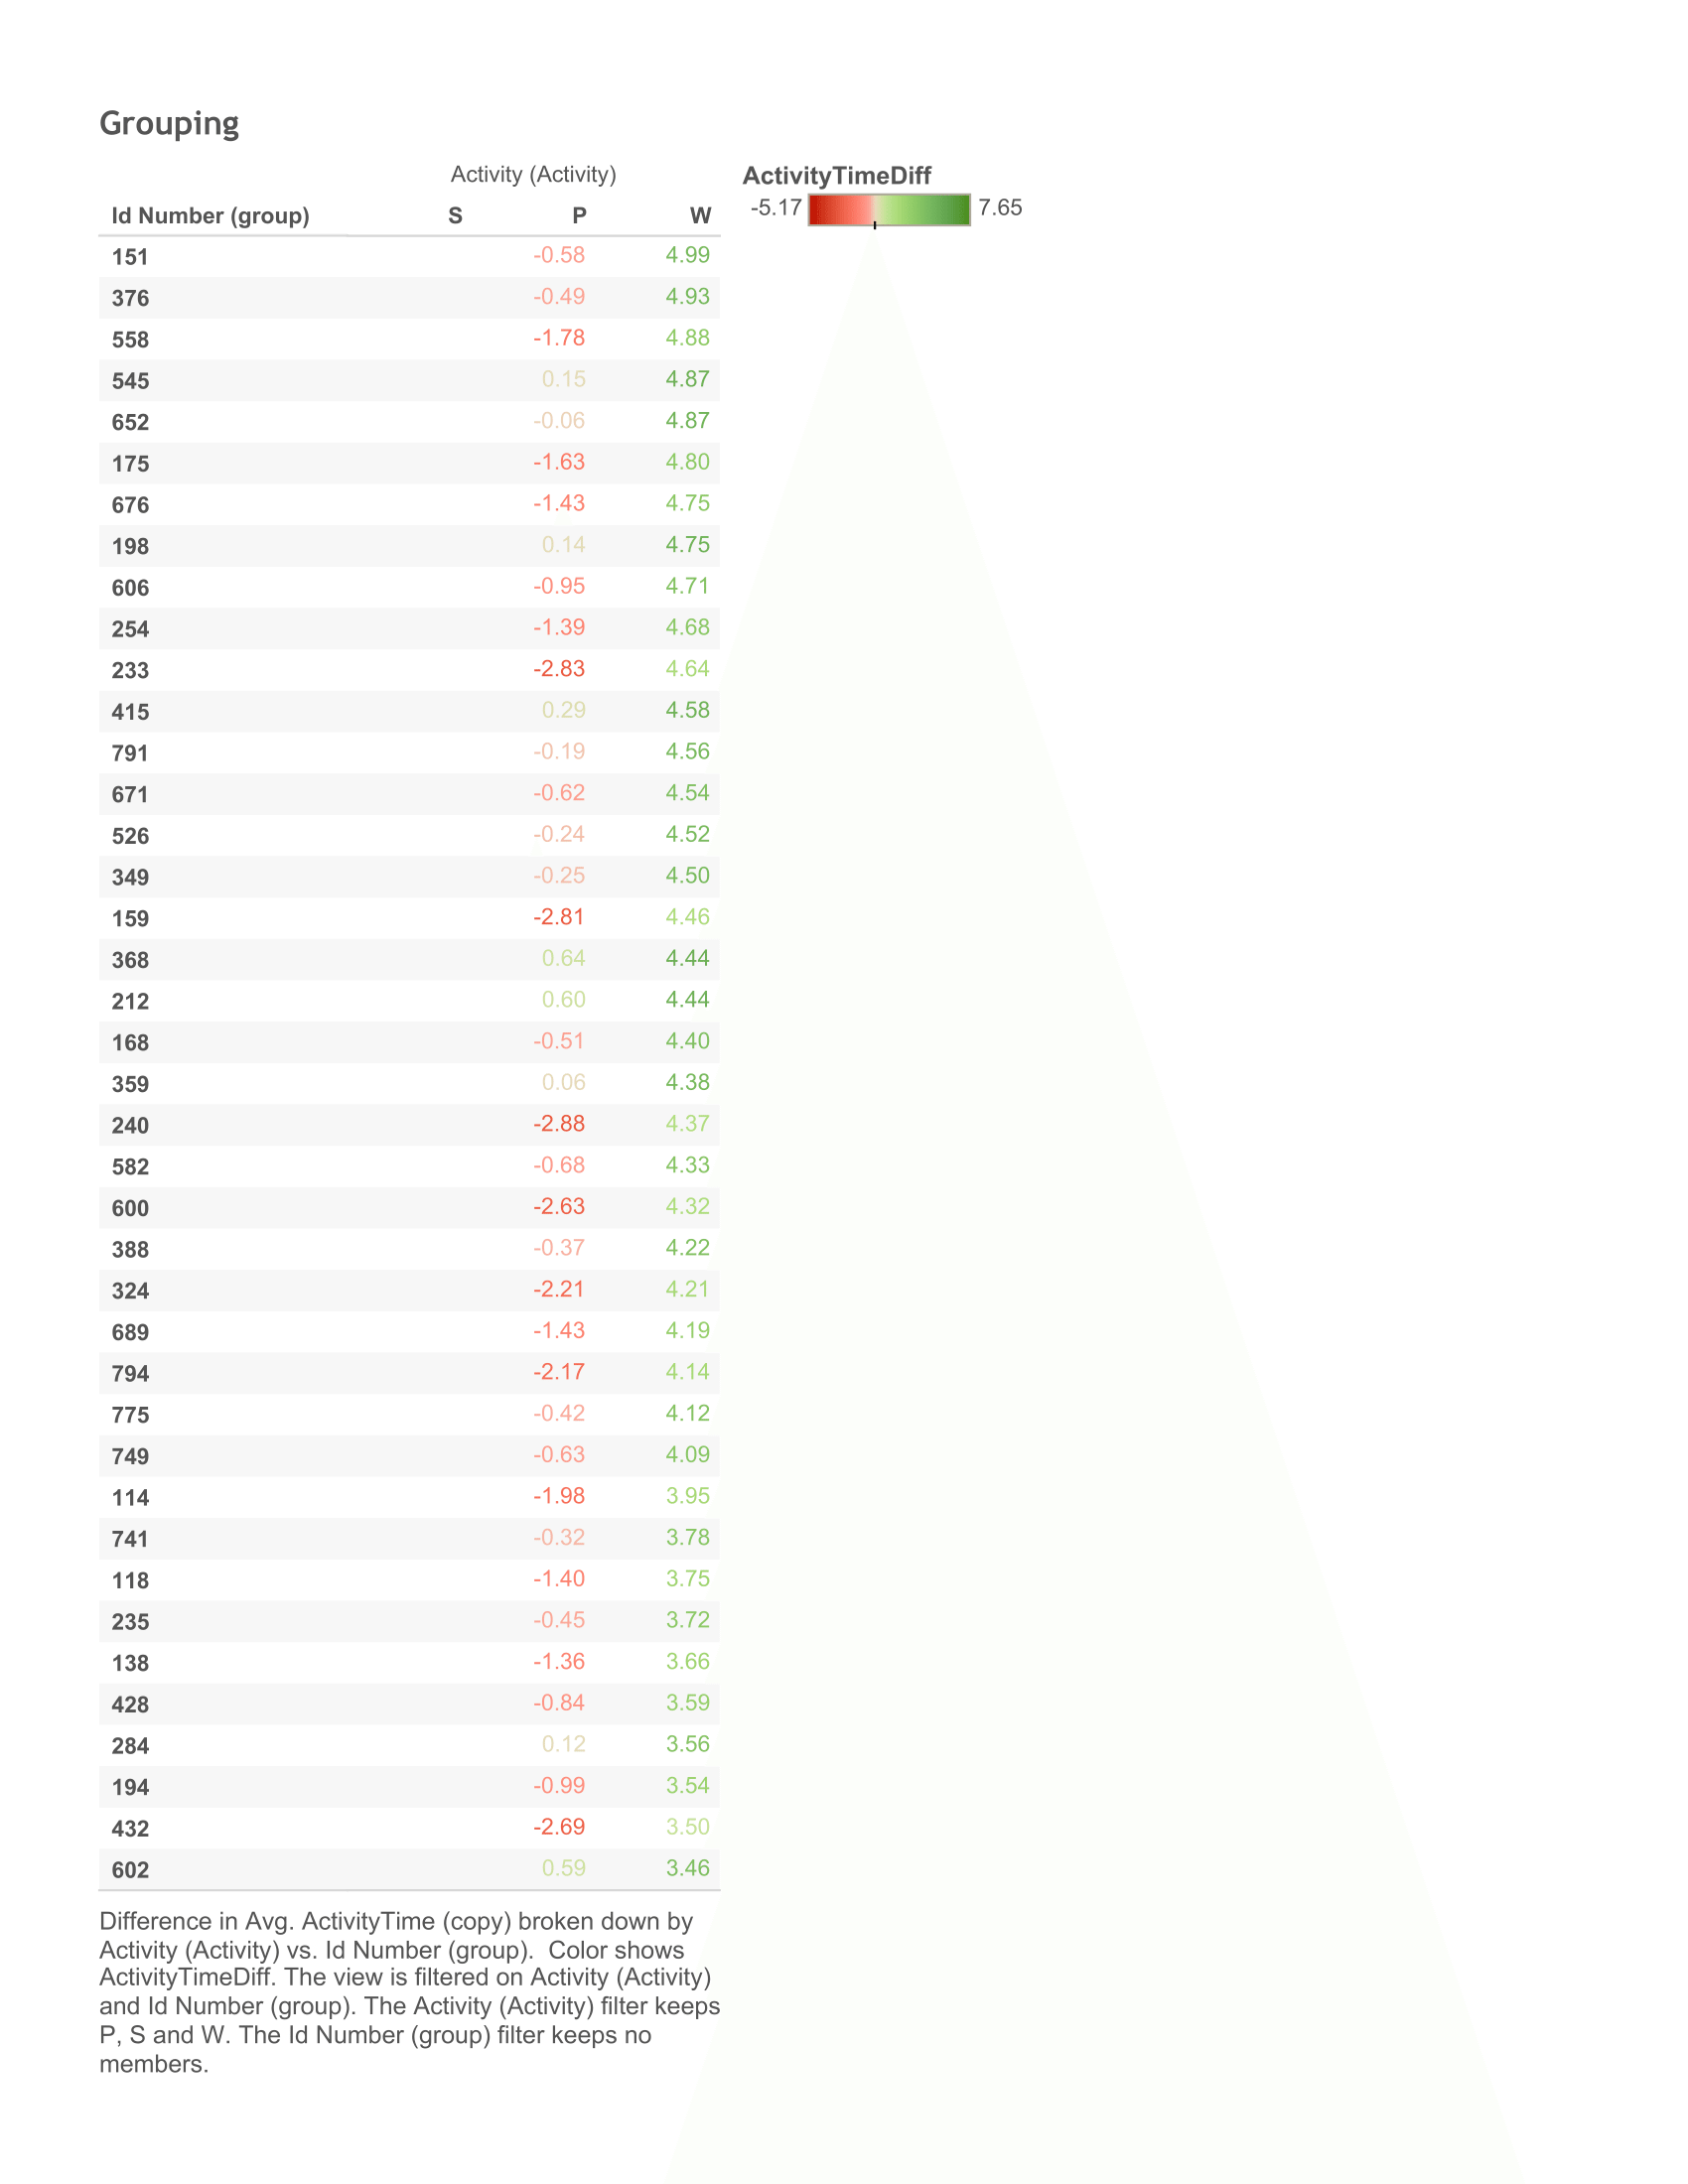 Grouping
Activity (Activity)
Id Number (group) S P W
151 -0.58 4.99
376 -0.49 4.93
558 -1.78 4.88
545 0.15 4.87
652 -0.06 4.87
175 -1.63 4.80
676 -1.43 4.75
198 0.14 4.75
606 -0.95 4.71
254 -1.39 4.68
233 -2.83 4.64
415 0.29 4.58
791 -0.19 4.56
671 -0.62 4.54
526 -0.24 4.52
349 -0.25 4.50
159 -2.81 4.46
368 0.64 4.44
212 0.60 4.44
168 -0.51 4.40
359 0.06 4.38
240 -2.88 4.37
582 -0.68 4.33
600 -2.63 4.32
388 -0.37 4.22
324 -2.21 4.21
689 -1.43 4.19
794 -2.17 4.14
775 -0.42 4.12
749 -0.63 4.09
114 -1.98 3.95
741 -0.32 3.78
118 -1.40 3.75
235 -0.45 3.72
138 -1.36 3.66
428 -0.84 3.59
284 0.12 3.56
194 -0.99 3.54
432 -2.69 3.50
602 0.59 3.46
ActivityTimeDiff
-5.17 7.65
Difference in Avg. ActivityTime (copy) broken down by
Activity (Activity) vs. Id Number (group).  Color shows
ActivityTimeDiff. The view is filtered on Activity (Activity)
and Id Number (group). The Activity (Activity) filter keeps
P, S and W. The Id Number (group) filter keeps no
members.